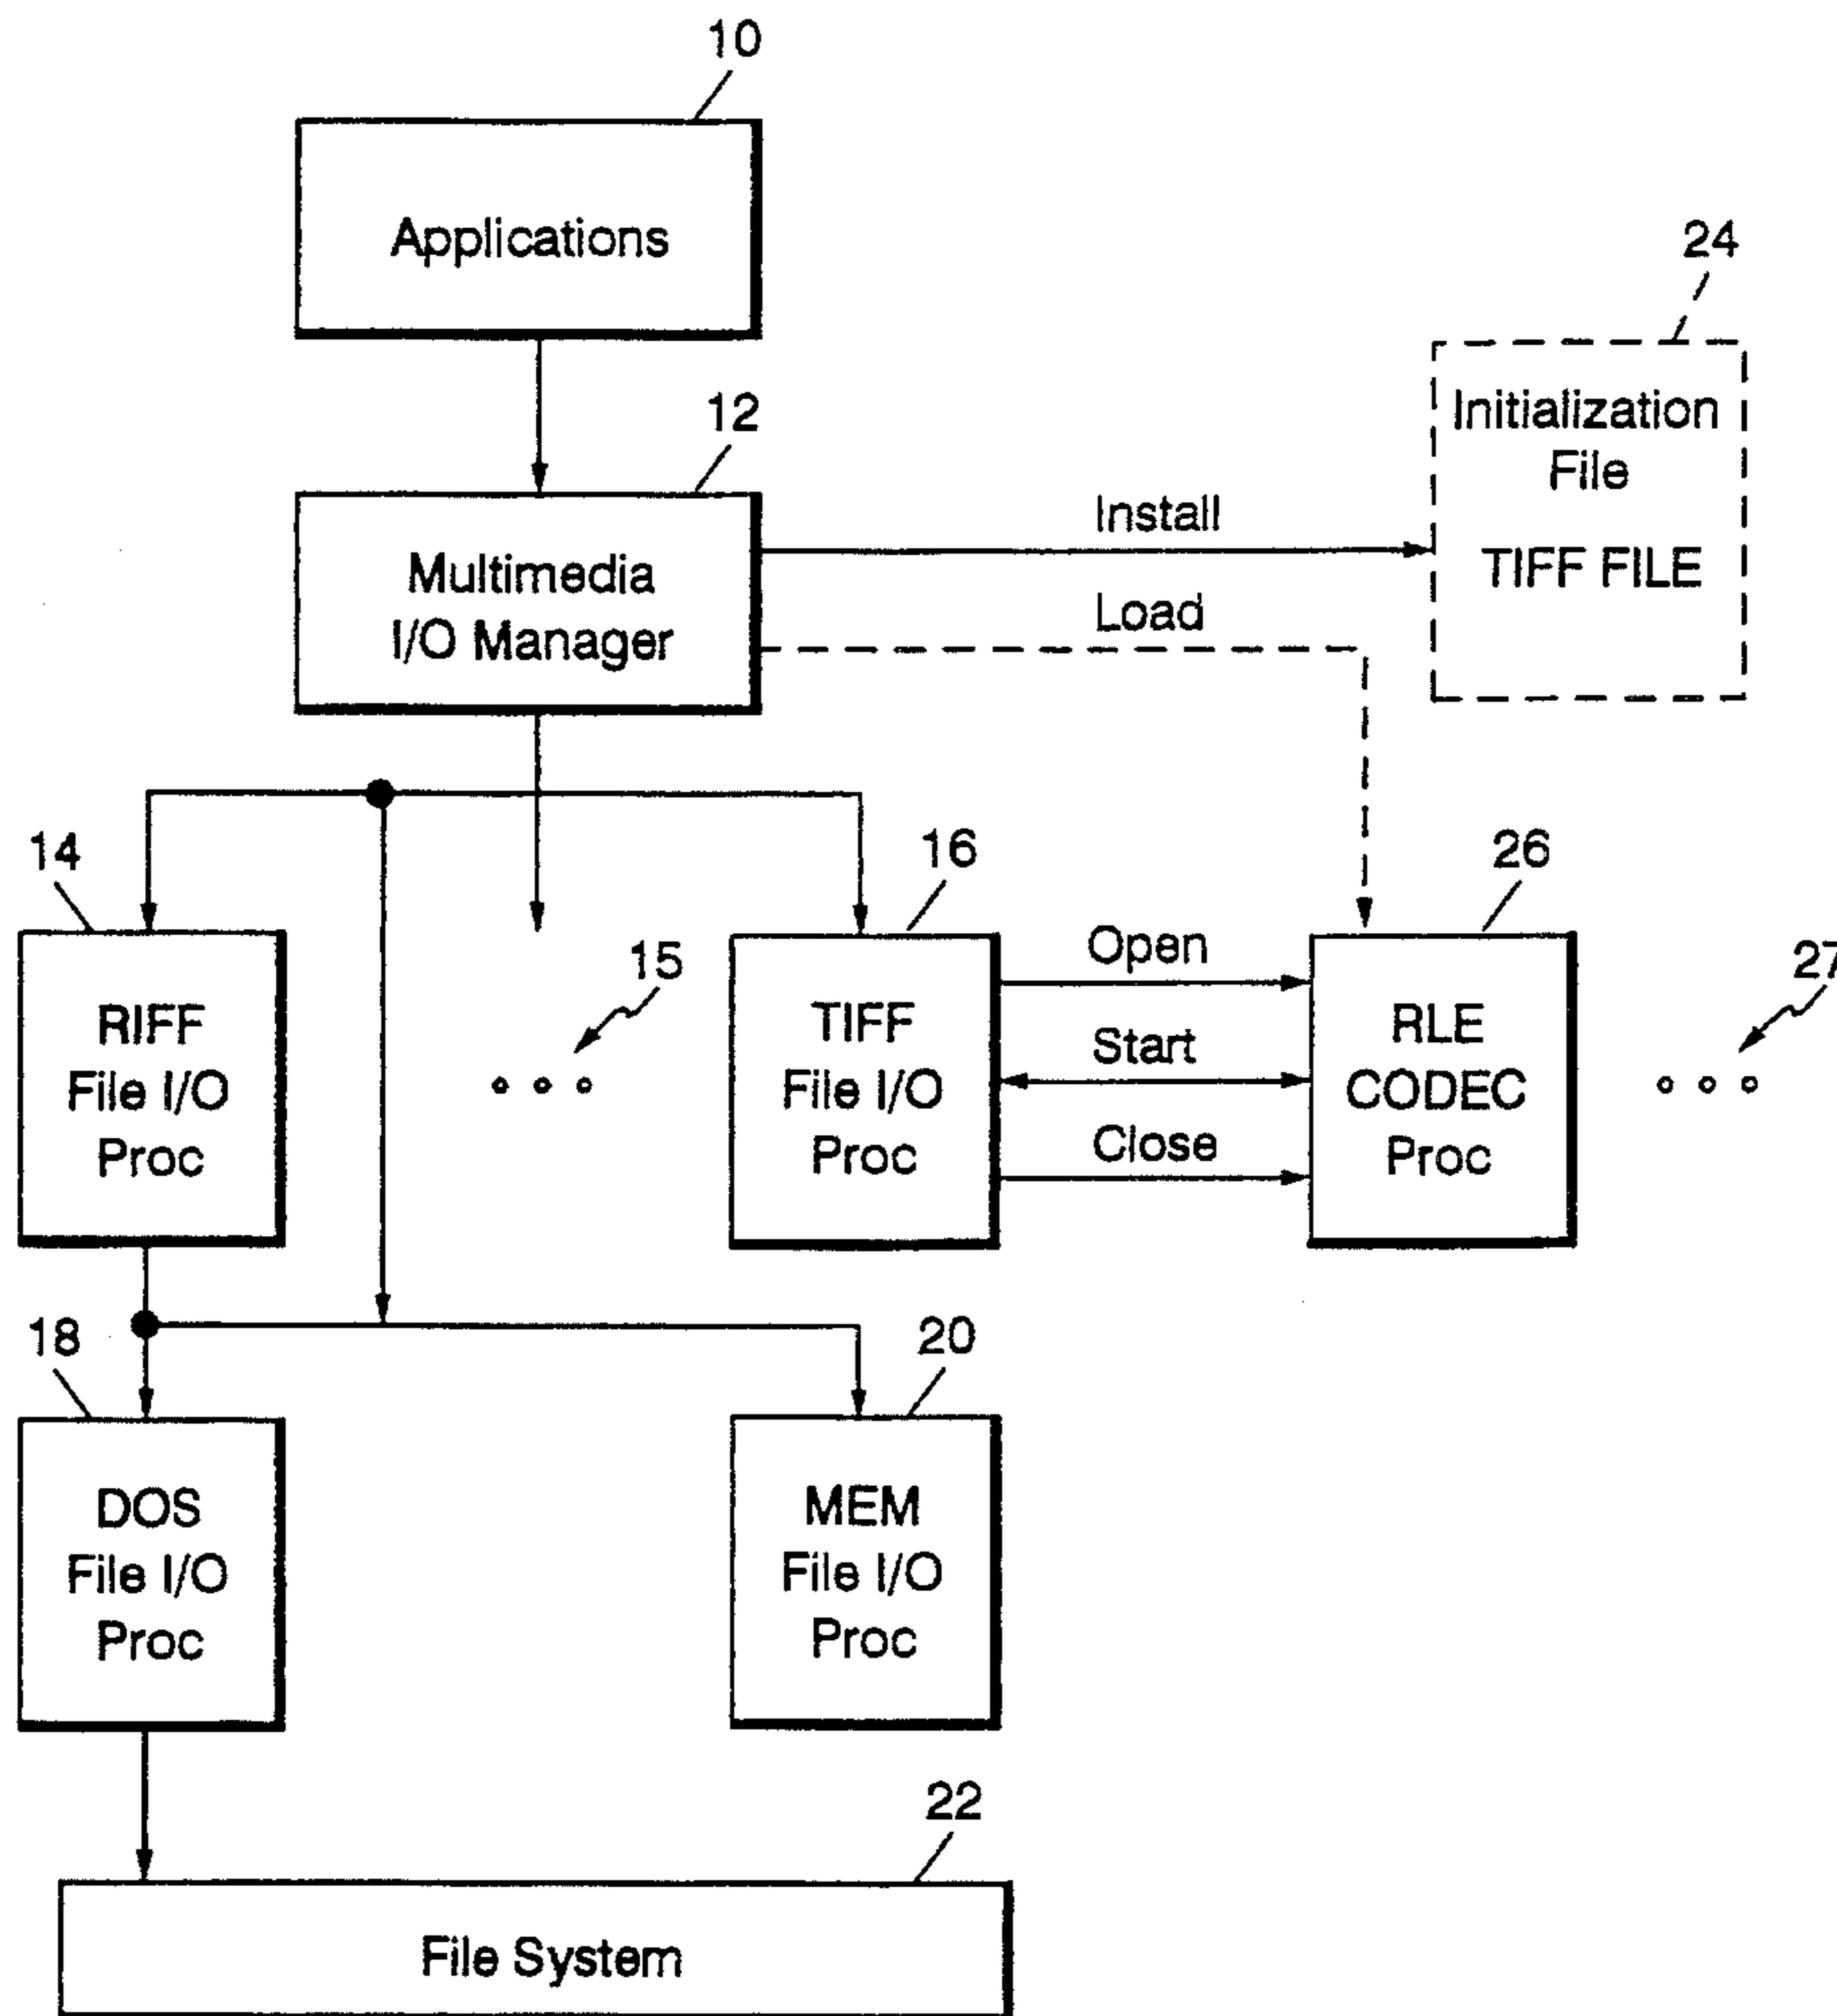 10
Applications
24
12
Initialization
File
TIFF FILE
Install
Multimedia
I/O Manager
Load
14
16
26
15
27
Open
RIFF
File I/O
Proc
TIFF
File I/O
Proc
Start
RLE
CODEC
Proc
Close
18
20
DOS
File I/O
Proc
MEM
File I/O
Proc
22
File System